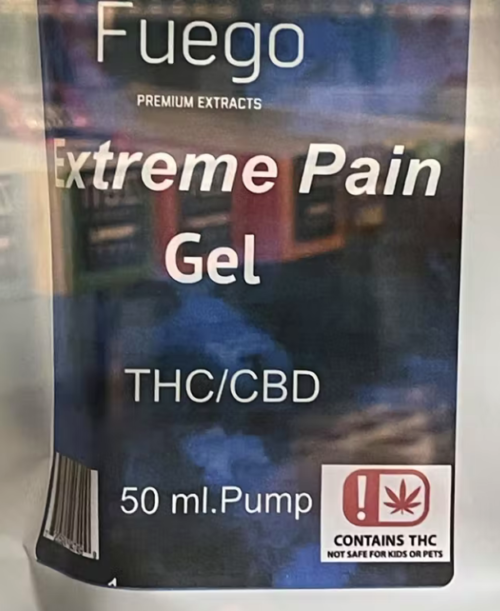 Fuego
PREMIUM EXTRACTS
Extreme Pain
Gel
THC/CBD
50 ml.Pump
!
CONTAINS THC
NOT SAFE FOR KIDS OR PETS